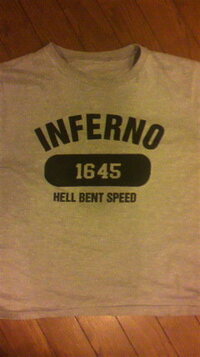 INFERNO
1645
HELL BENT SPEED